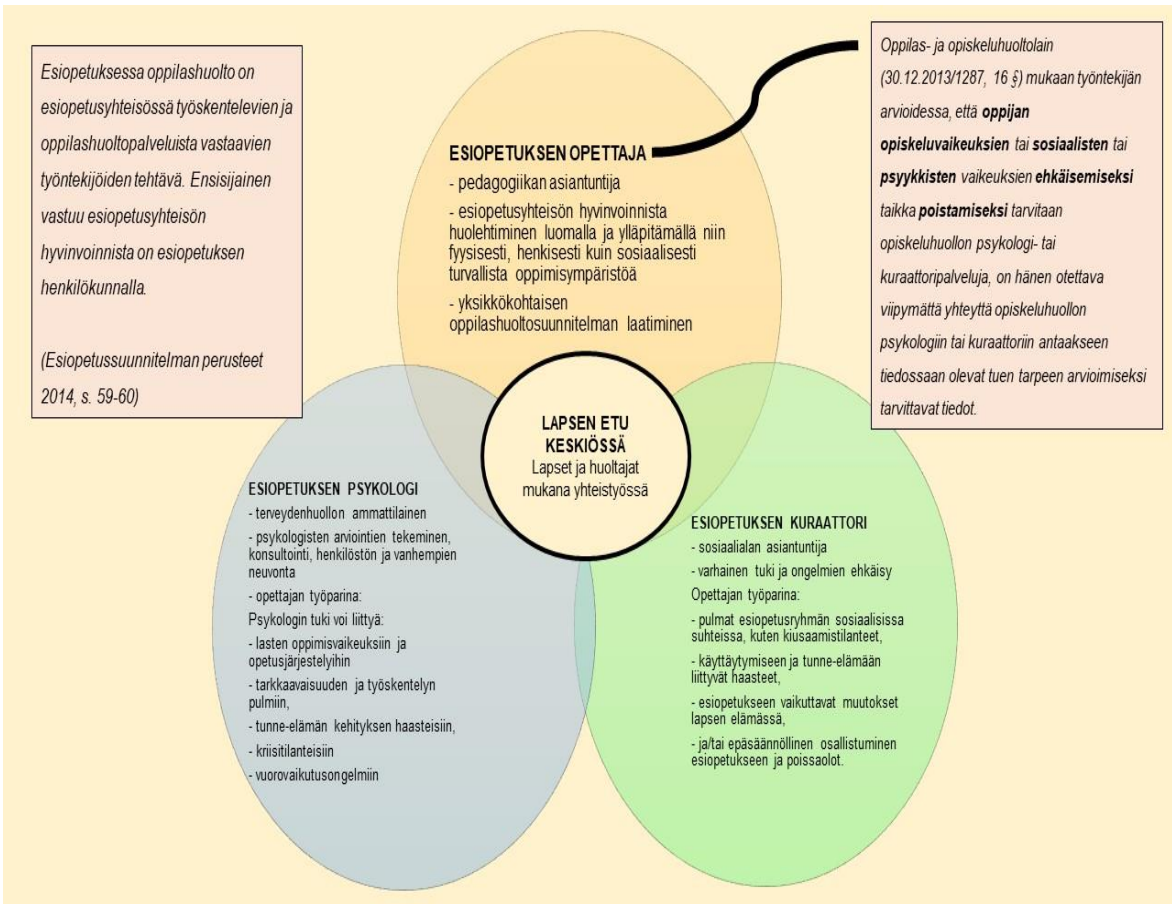 Esiopetuksessa oppilashuolto on
esiopetusyhteisössä työskentelevien ja
oppilashuoltopalveluista vastaavien
työntekijöiden tehtävä. Ensisijainen
vastuu esiopetusyhteisön
hyvinvoinnista on esiopetuksen
henkilökunnalla.
(Esiopetussuunnitelman perusteet
2014, s. 59-60)
ESIOPETUKSEN OPETTAJA
- pedagogiikan asiantuntija
- esiopetusyhteisön hyvinvoinnista
huolehtiminen luomalla ja ylläpitämällä niin
fyysisesti, henkisesti kuin sosiaalisesti
turvallista oppimisympäristöä
- yksikkökohtaisen
oppilashuoltosuunnitelman laatiminen
Oppilas- ja opiskeluhuoltolain
(30.12.2013/1287, 16 §) mukaan työntekijän
arvioidessa, että oppijan
opiskeluvaikeuksien tai sosiaalisten tai
psyykkisten vaikeuksien ehkäisemiseksi
taikka poistamiseksi tarvitaan
opiskeluhuollon psykologi- tai
kuraattoripalveluja, on hänen otettava
viipymättä yhteyttä opiskeluhuollon
psykologiin tai kuraattoriin antaakseen
tiedossaan olevat tuen tarpeen arvioimiseksi
tarvittavat tiedot.
LAPSEN ETU
KESKIÖSSÄ
Lapset ja huoltajat
mukana yhteistyössä
ESIOPETUKSEN PSYKOLOGI
- terveydenhuollon ammattilainen
- psykologisten arviointien tekeminen,
konsultointi, henkilöstön ja vanhempien
neuvonta
- opettajan työparina:
Psykologin tuki voi liittyä:
- lasten oppimisvaikeuksiin ja
opetusjärjestelyihin
- tarkkaavaisuuden ja työskentelyn
pulmiin,
- tunne-elämän kehityksen haasteisiin,
- kriisitilanteisiin
- vuorovaikutusongelmiin
ESIOPETUKSEN KURAATTORI
- sosiaalialan asiantuntija
- varhainen tuki ja ongelmien ehkäisy
Opettajan työparina:
- pulmat esiopetusryhmän sosiaalisissa
suhteissa, kuten kiusaamistilanteet,
- käyttäytymiseen ja tunne-elämään
liittyvät haasteet,
- esiopetukseen vaikuttavat muutokset
lapsen elämässä,
- ja/tai epäsäännöllinen osallistuminen
esiopetukseen ja poissaolot.